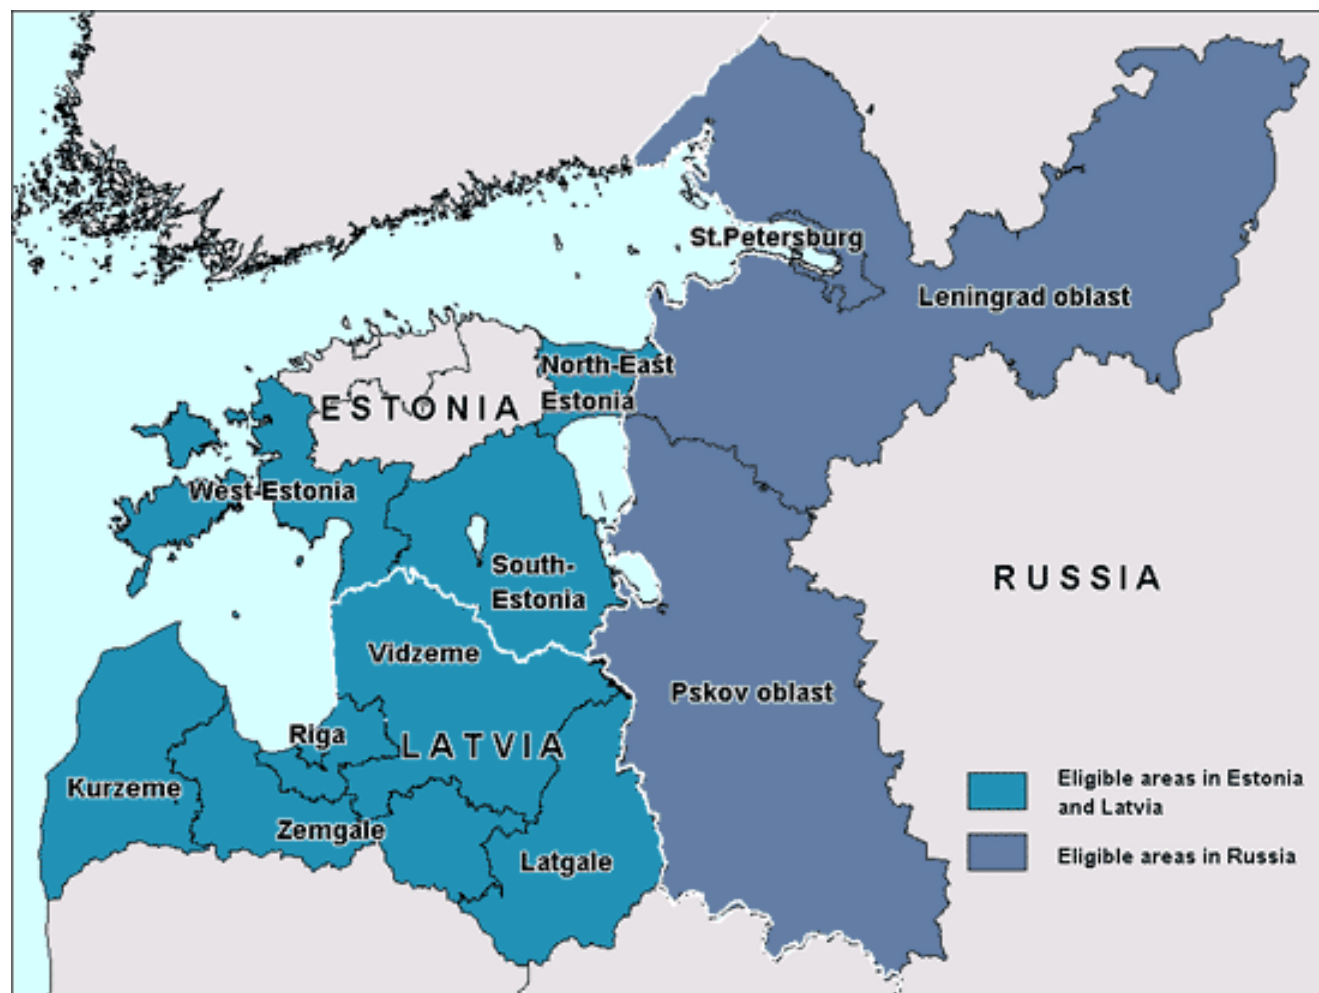 St.Petersburg
Leningrad oblast
North-East
Estonia
ESTONIA
West-Estonia
South-
Estonia
RUSSIA
Vidzeme
Pskov oblast
Riga
LATVIA
Kurzeme
Zemgale
Latgale
Eligible areas in Estonia
and Latvia
Eligible areas in Russia